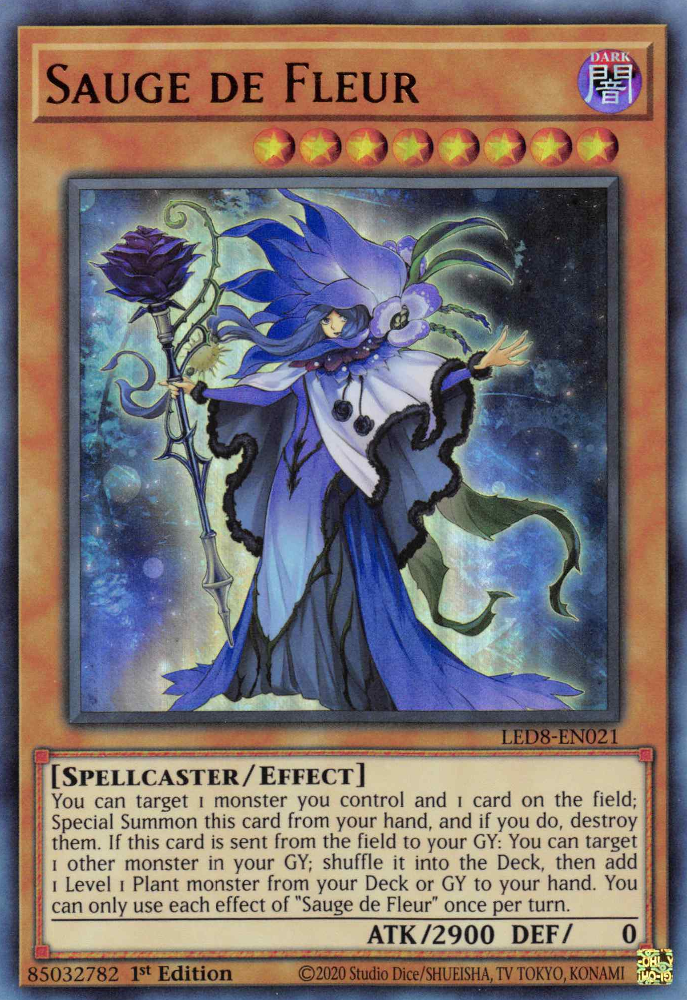 SAUGE DE FLEUR
DARK
闇
LED8-EN021
[SPELLCASTER/EFFECT]
You can target 1 monster you control and 1 card on the field;
Special Summon this card from your hand, and if you do, destroy
them. If this card is sent from the field to your GY: You can target
1 other monster in your GY; shuffle it into the Deck, then add
1 Level 1 Plant monster from your Deck or GY to your hand. You
can only use each effect of "Sauge de Fleur" once per turn.
ATK/2900 DEF/ 0
85032782 1st Edition ©2020 Studio Dice/SHUEISHA, TV TOKYO, KONAMI